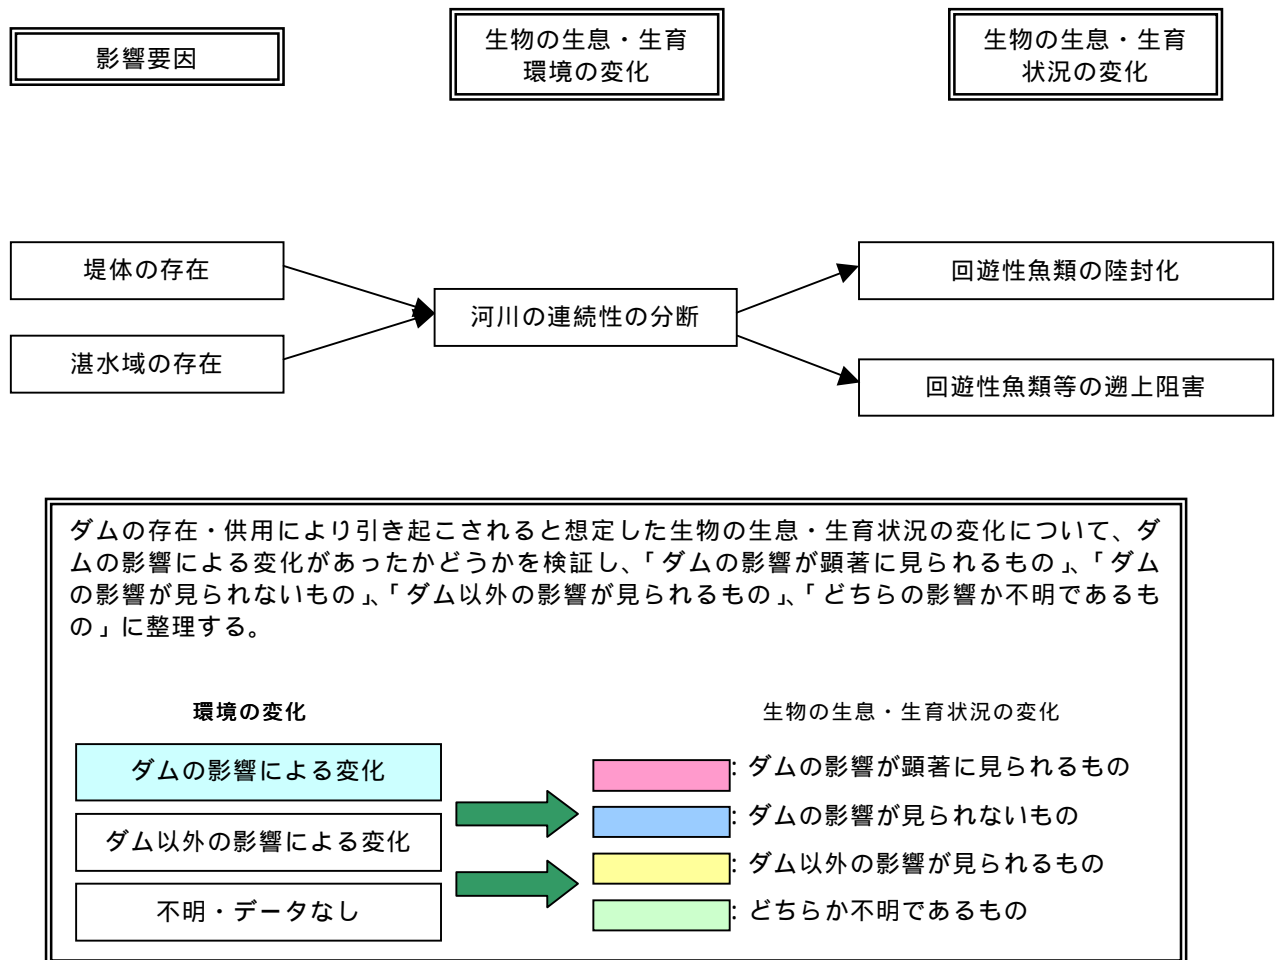 影響要因
生物の生息・生育
環境の変化
生物の生息・生育
状況の変化
堤体の存在
湛水域の存在
河川の連続性の分断
回遊性魚類の陸封化
回遊性魚類等の遡上阻害
ダムの存在・供用により引き起こされると想定した生物の生息・生育状況の変化について、ダ
ムの影響による変化があったかどうかを検証し、「ダムの影響が顕著に見られるもの」、「ダム
の影響が見られないもの」、「ダム以外の影響が見られるもの」、「どちらの影響か不明であるも
の」に整理する。
環境の変化
生物の生息・生育状況の変化
ダムの影響による変化
ダム以外の影響による変化
不明・データなし
：ダムの影響が顕著に見られるもの
：ダムの影響が見られないもの
：ダム以外の影響が見られるもの
：どちらか不明であるもの